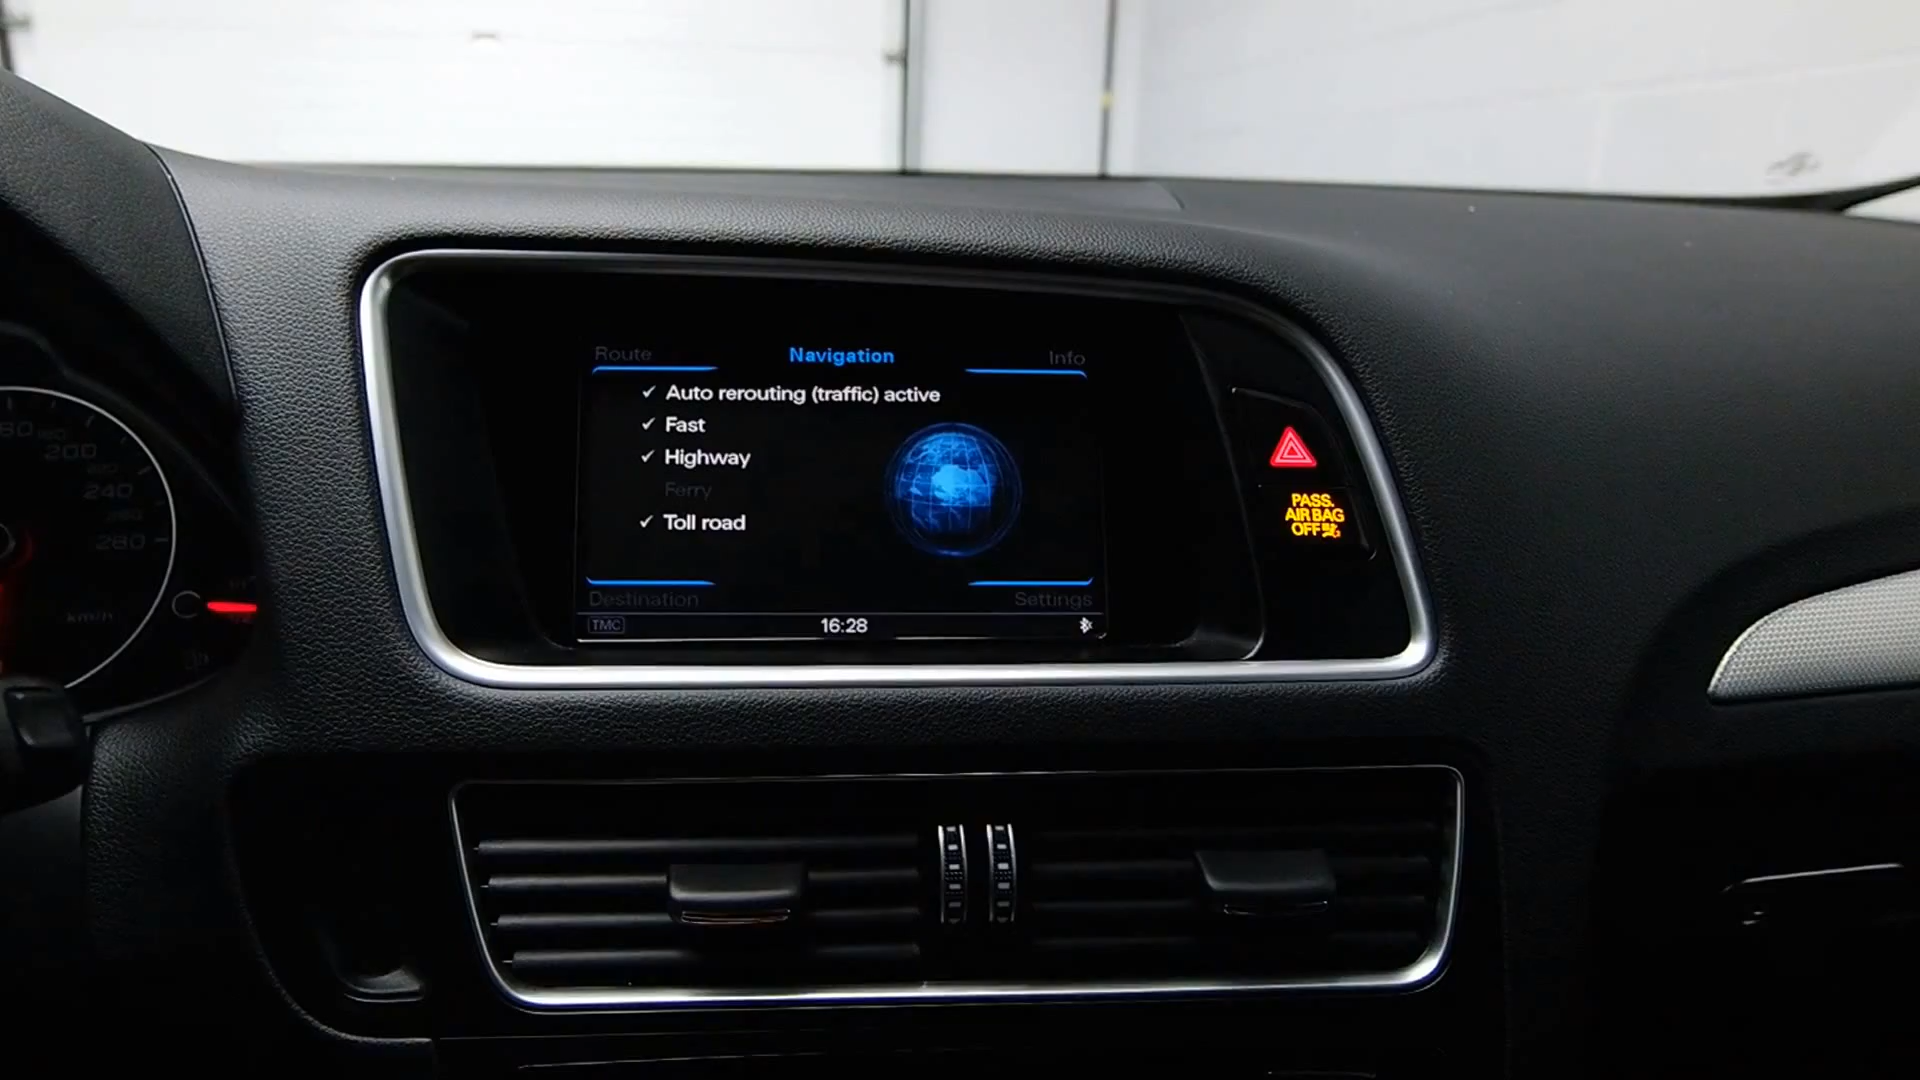 Route Navigation Info
✓ Auto rerouting (traffic) active
✓ Fast
✓ Highway
Ferry
✓ Toll road
Destination Settings
TMC 16:28
PASS.
AIR BAG
OFF
200
240
280
km/h